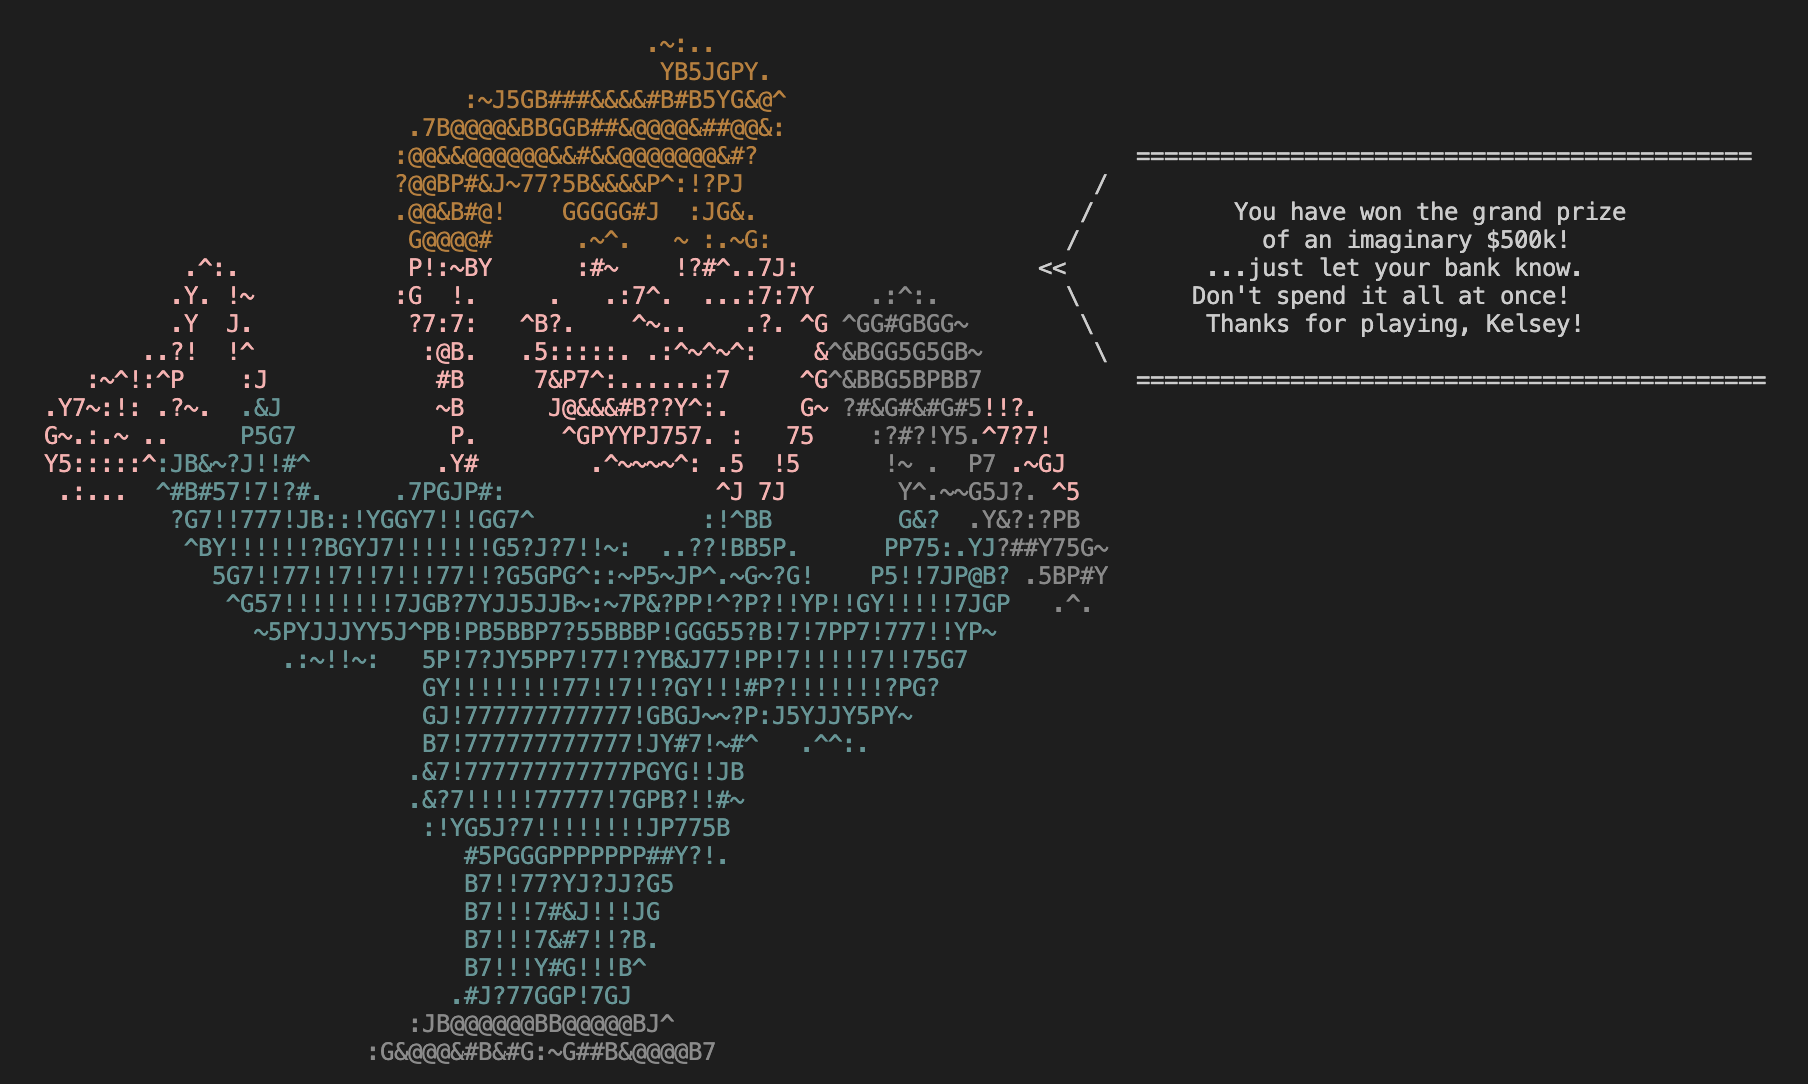 You have won the grand prize
of an imaginary $500k!
...just let your bank know.
Don't spend it all at once!
Thanks for playing, Kelsey!